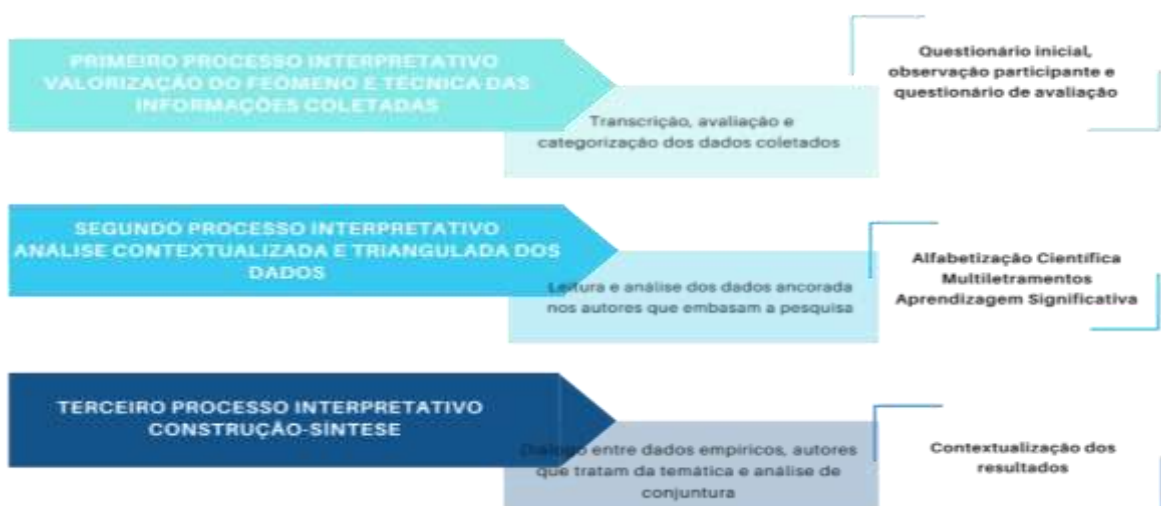 PRIMEIRO PROCESSO INTERPRETATIVO
VALORIZAÇÃO DO FEÔMENO E TÉCNICA DAS
INFORMAÇÕES COLETADAS
Transcrição, avaliação e
categorização dos dados coletados
Questionário inicial,
observação participante e
questionário de avaliação
SEGUNDO PROCESSO INTERPRETATIVO
ANÁLISE CONTEXTUALIZADA E TRIANGULADA DOS
DADOS
Leitura e análise dos dados ancorada
nos autores que embasam a pesquisa
Alfabetização Científica
Multiletramentos
Aprendizagem Significativa
TERCEIRO PROCESSO INTERPRETATIVO
CONSTRUÇÃO-SÍNTESE
Diálogo entre dados empíricos, autores
que tratam da temática e análise de
conjuntura
Contextualização dos
resultados